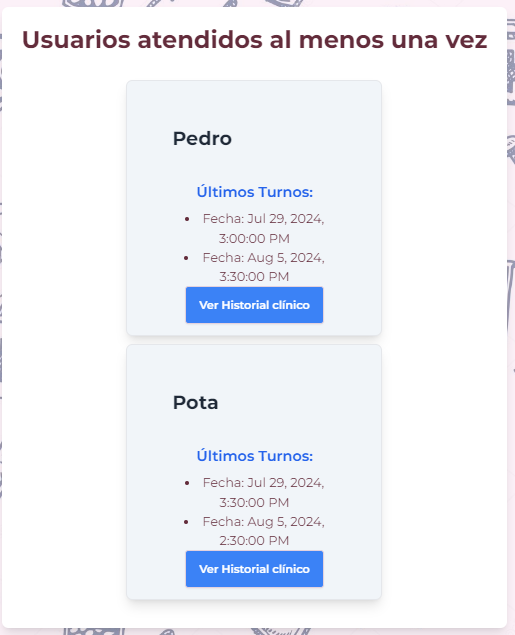 Usuarios atendidos al menos una vez
Pedro
Últimos Turnos:
• Fecha: Jul 29, 2024,
3:00:00 PM
• Fecha: Aug 5, 2024,
3:30:00 PM
Ver Historial clínico
Pota
Últimos Turnos:
• Fecha: Jul 29, 2024,
3:30:00 PM
• Fecha: Aug 5, 2024,
2:30:00 PM
Ver Historial clínico